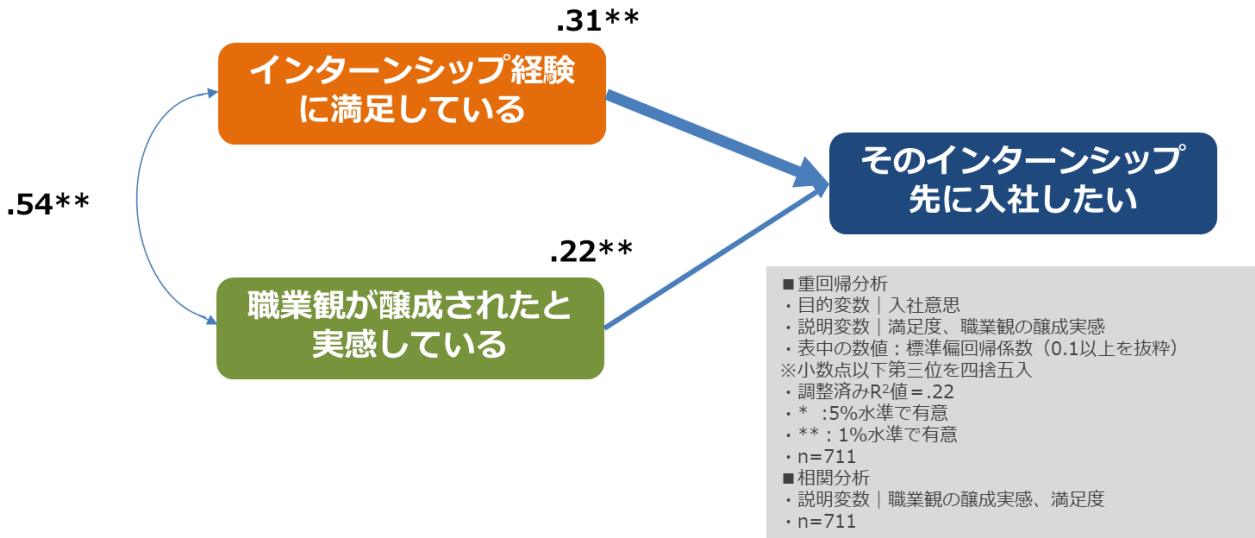 .31**
インターンシップ経験
に満足している
そのインターンシップ
先に入社したい
.54**
.22**
職業観が醸成されたと
実感している
■重回帰分析
・目的変数｜入社意思
・説明変数｜満足度、職業観の醸成実感
・表中の数値：標準偏回帰係数（0.1以上を抜粋）
※小数点以下第三位を四捨五入
・調整済みR²値＝.22
・* :5%水準で有意
・**：1%水準で有意
・n=711
■相関分析
・説明変数｜職業観の醸成実感、満足度
・n=711